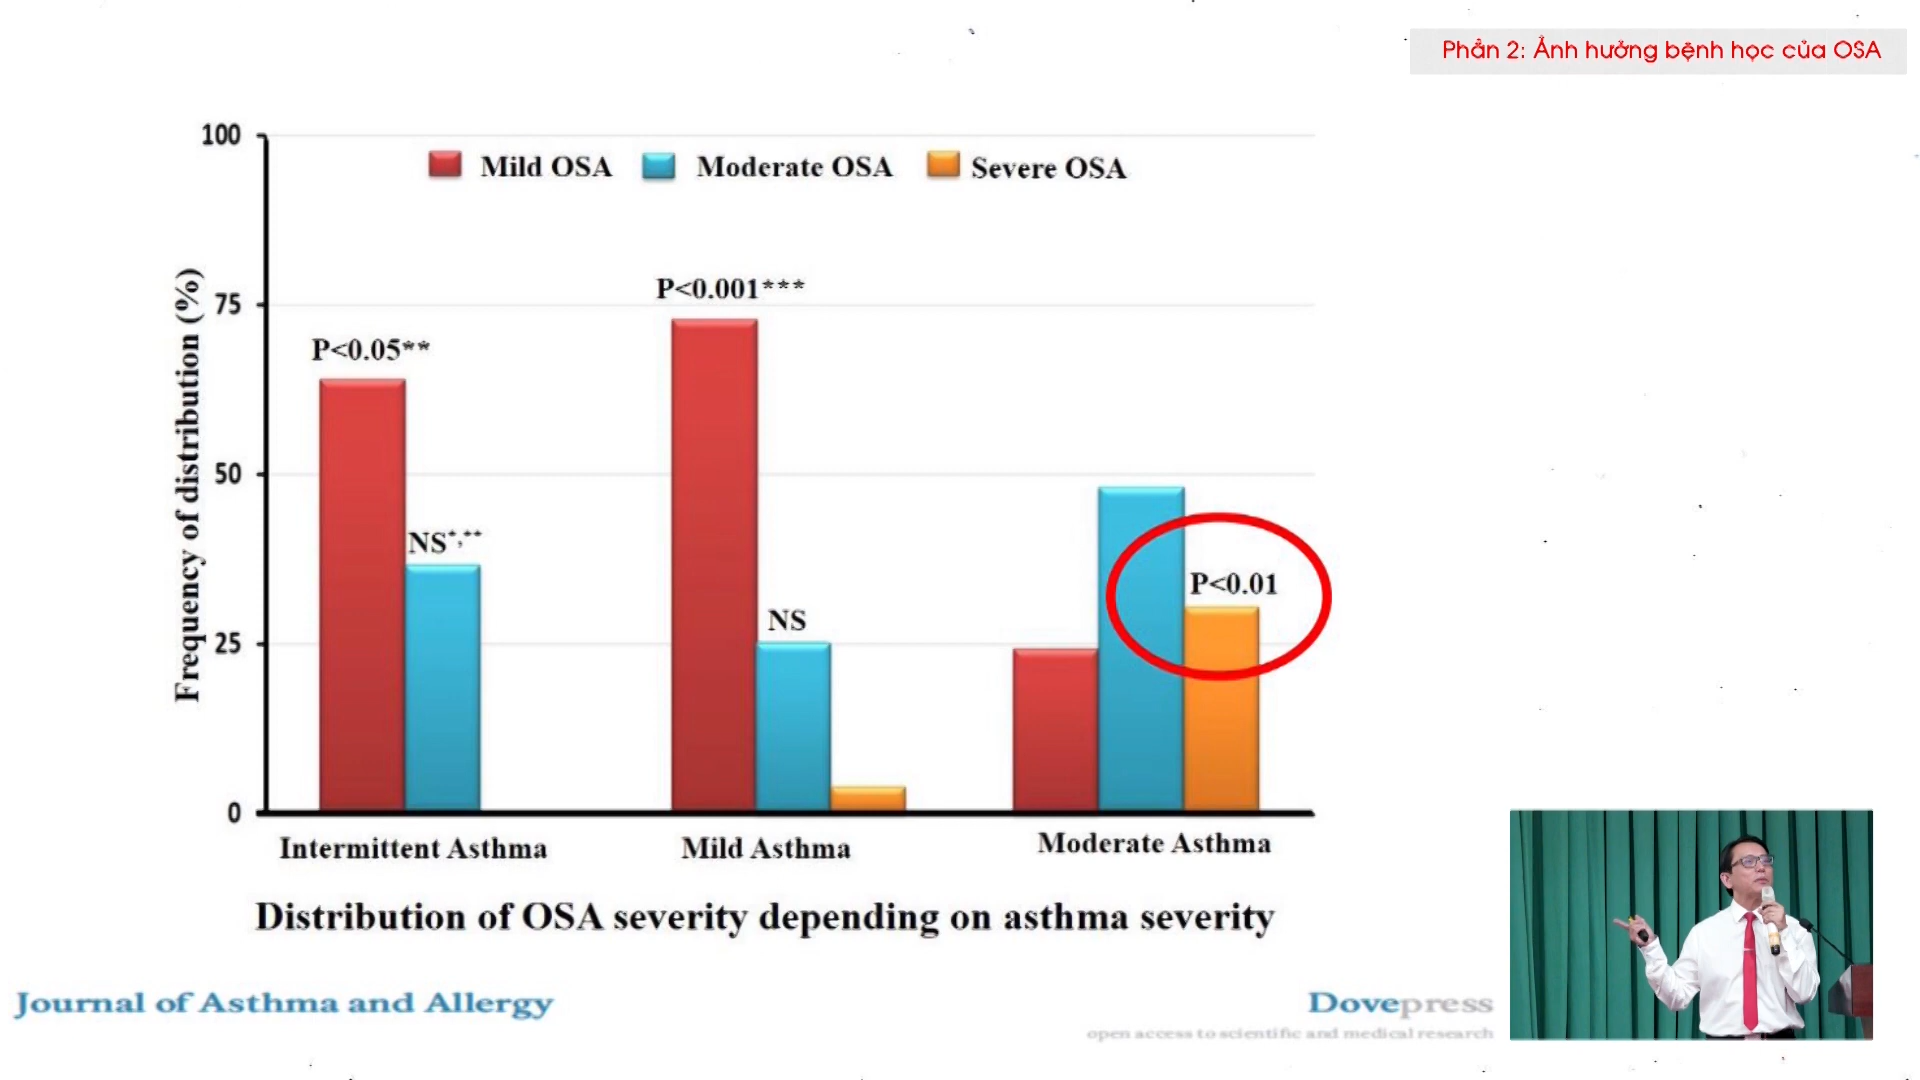 Phần 2: Ảnh hưởng bệnh học của OSA
100
75
50
25
0
Frequency of distribution (%)
Mild OSA
Moderate OSA
Severe OSA
P<0.05**
NS*,**
P<0.001***
NS
P<0.01
Intermittent Asthma
Mild Asthma
Moderate Asthma
Distribution of OSA severity depending on asthma severity
Journal of Asthma and Allergy
Dovepress
open access to scientific and medical research